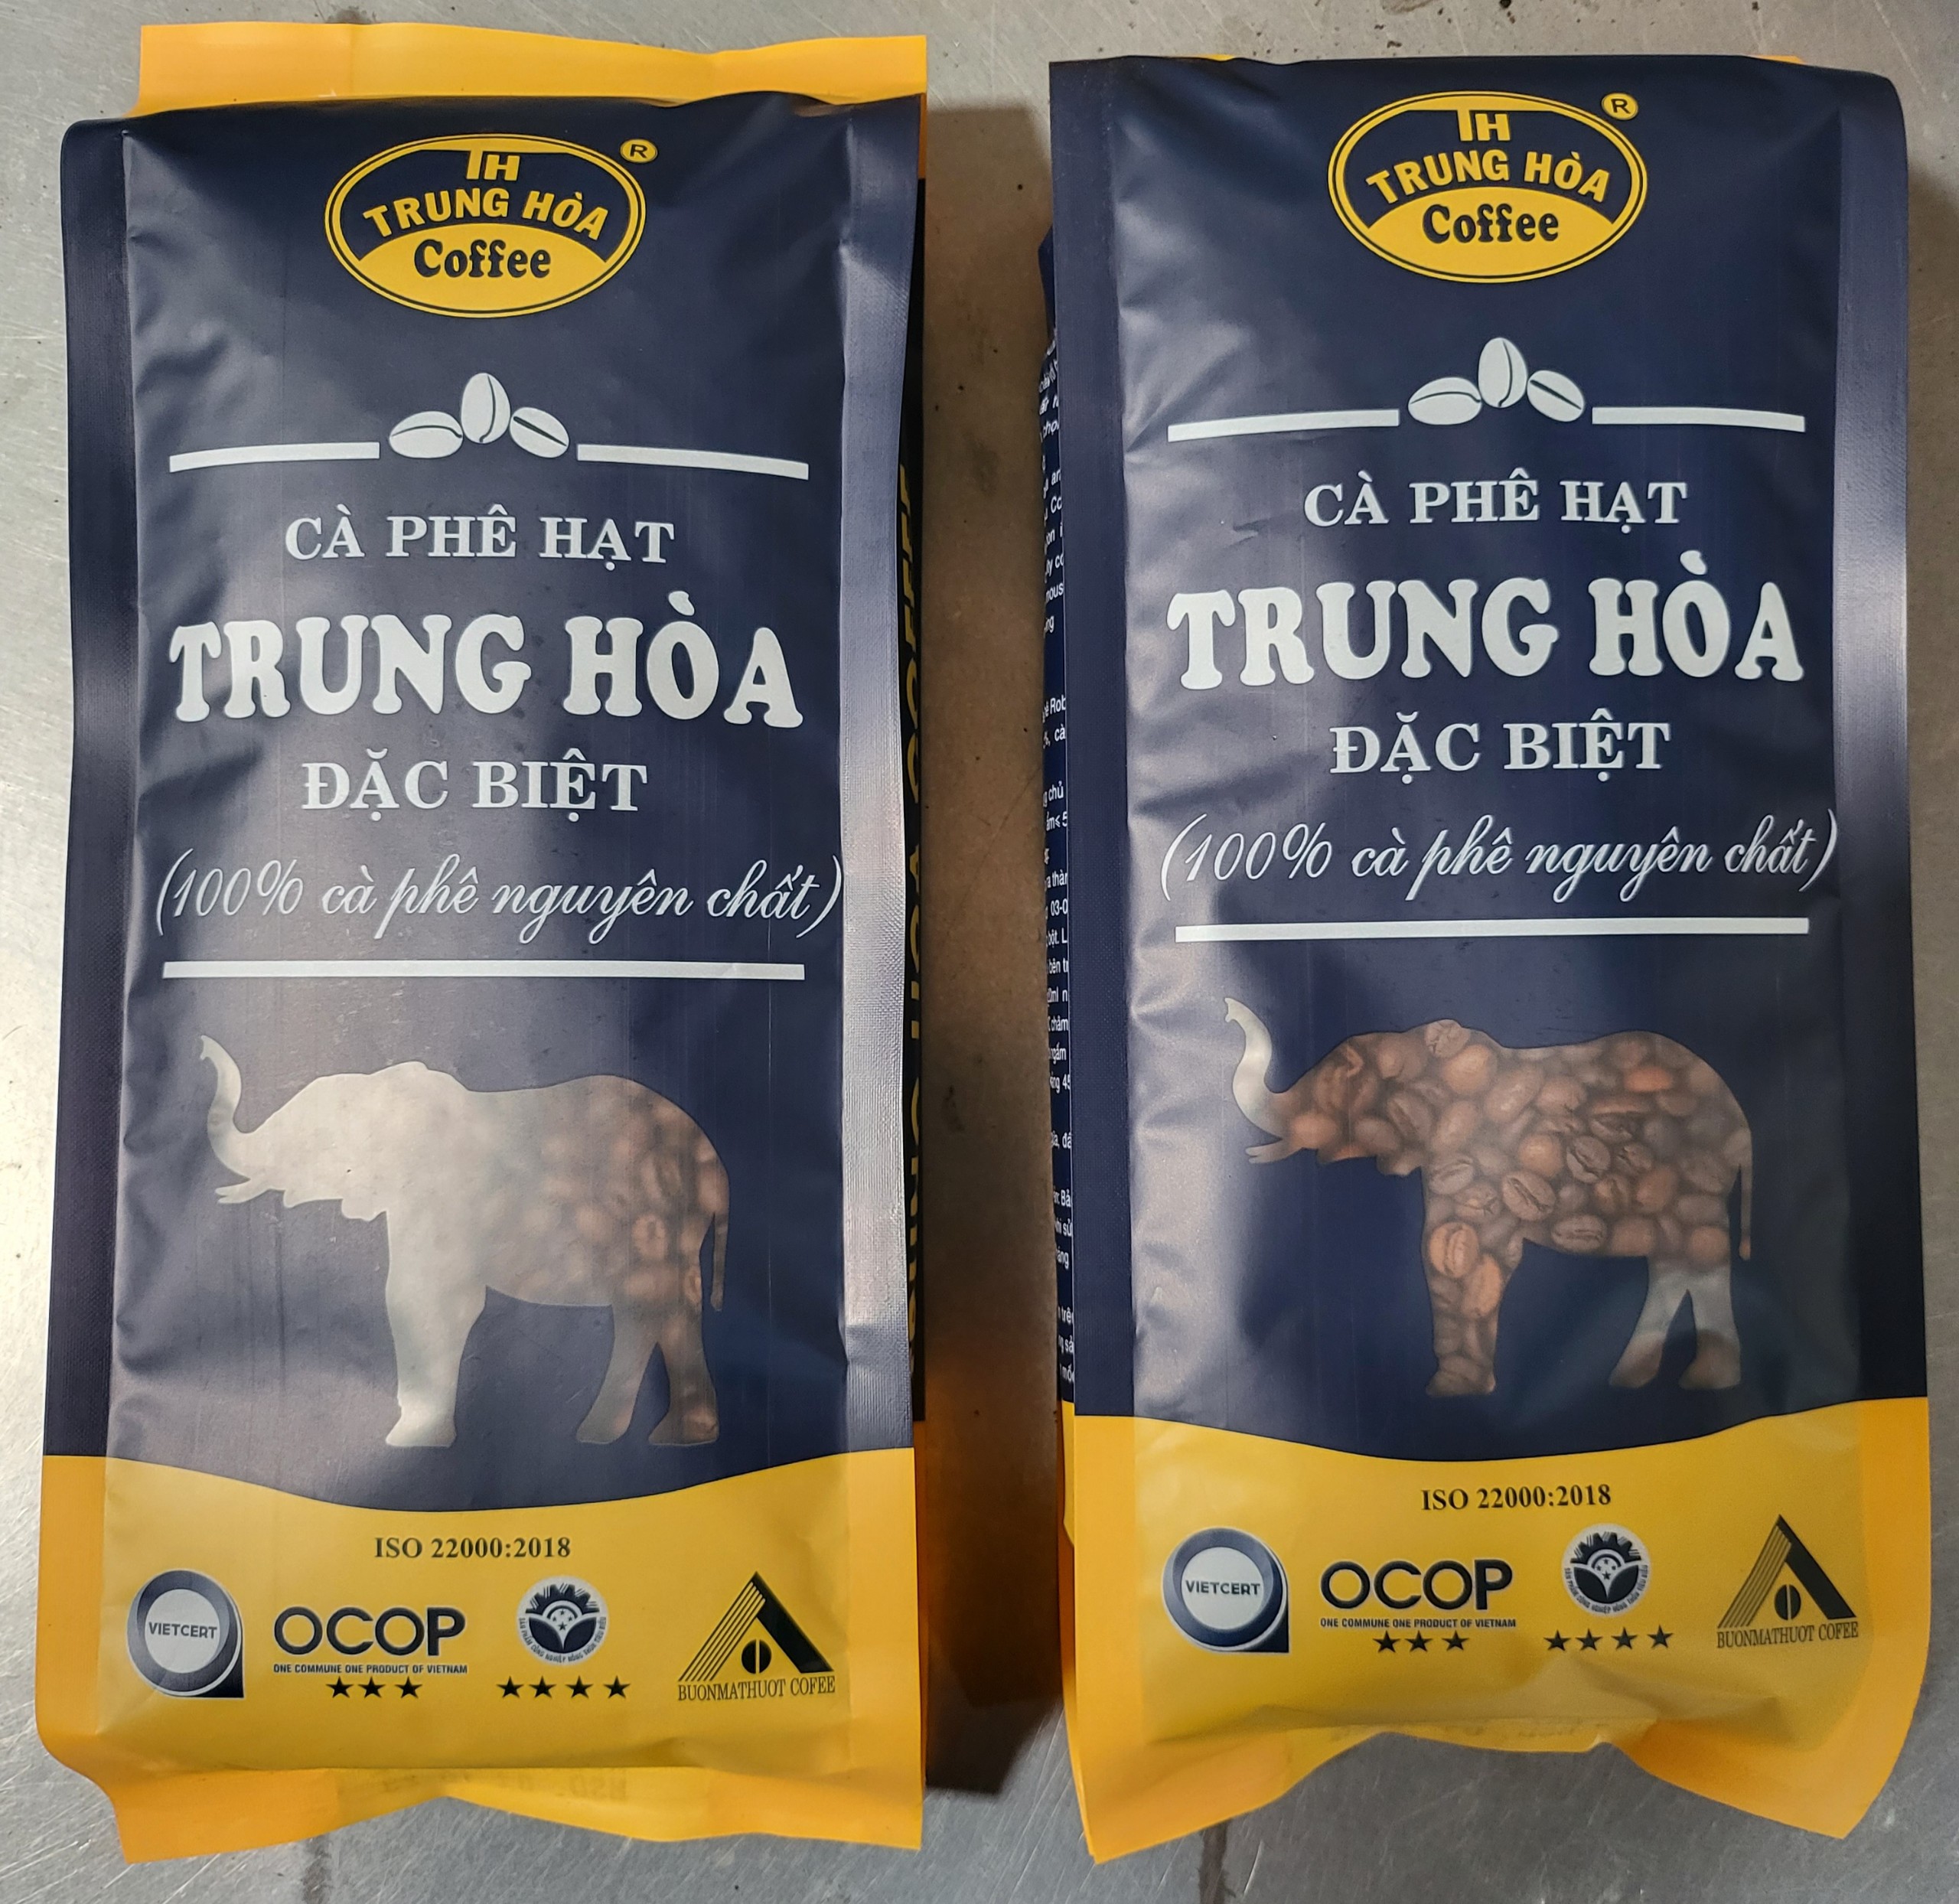 TH
TRUNG HÒA
Coffee
®
CÀ PHÊ HẠT
TRUNG HÒA
ĐẶC BIỆT
(100% cà phê nguyên chất)
ISO 22000:2018
VIETCERT
OCOP
ONE COMMUNE ONE PRODUCT OF VIETNAM
BUONMATHUOT COFEE
TH
TRUNG HÒA
Coffee
®
CÀ PHÊ HẠT
TRUNG HÒA
ĐẶC BIỆT
(100% cà phê nguyên chất)
ISO 22000:2018
VIETCERT
OCOP
ONE COMMUNE ONE PRODUCT OF VIETNAM
BUONMATHUOT COFEE